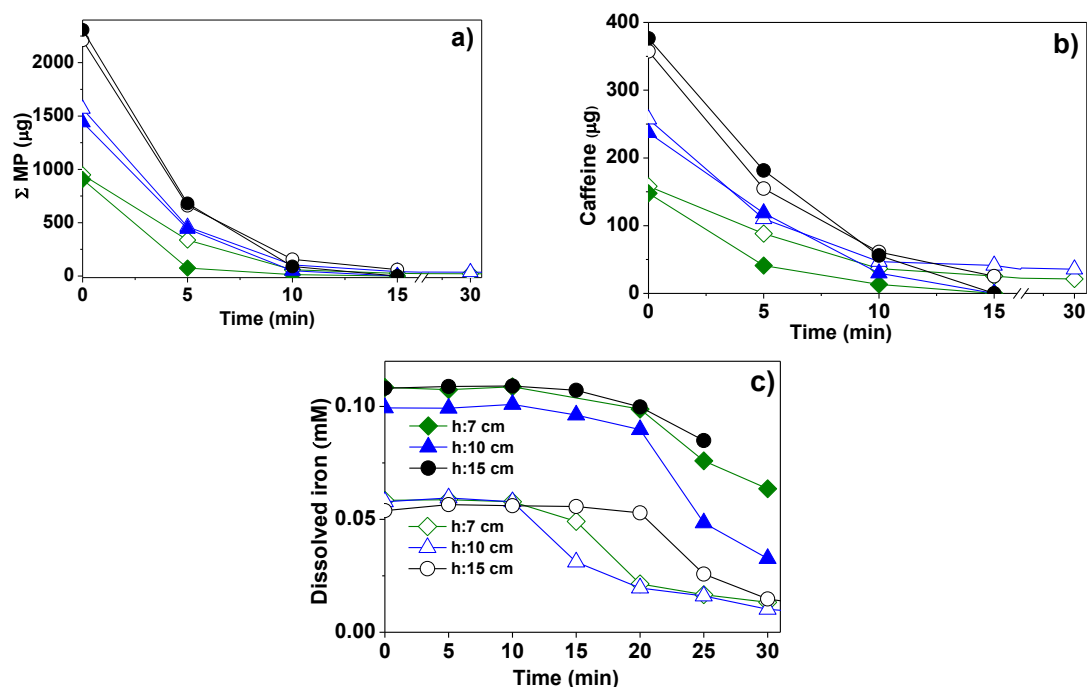 a)
Σ MP (µg)
2000
1500
1000
500
0
0 5 10 15 30
Time (min)
b)
Caffeine (µg)
400
300
200
100
0
0 5 10 15 30
Time (min)
c)
Dissolved iron (mM)
0.10
0.05
0.00
h:7 cm
h:10 cm
h:15 cm
h:7 cm
h:10 cm
h:15 cm
0 5 10 15 20 25 30
Time (min)